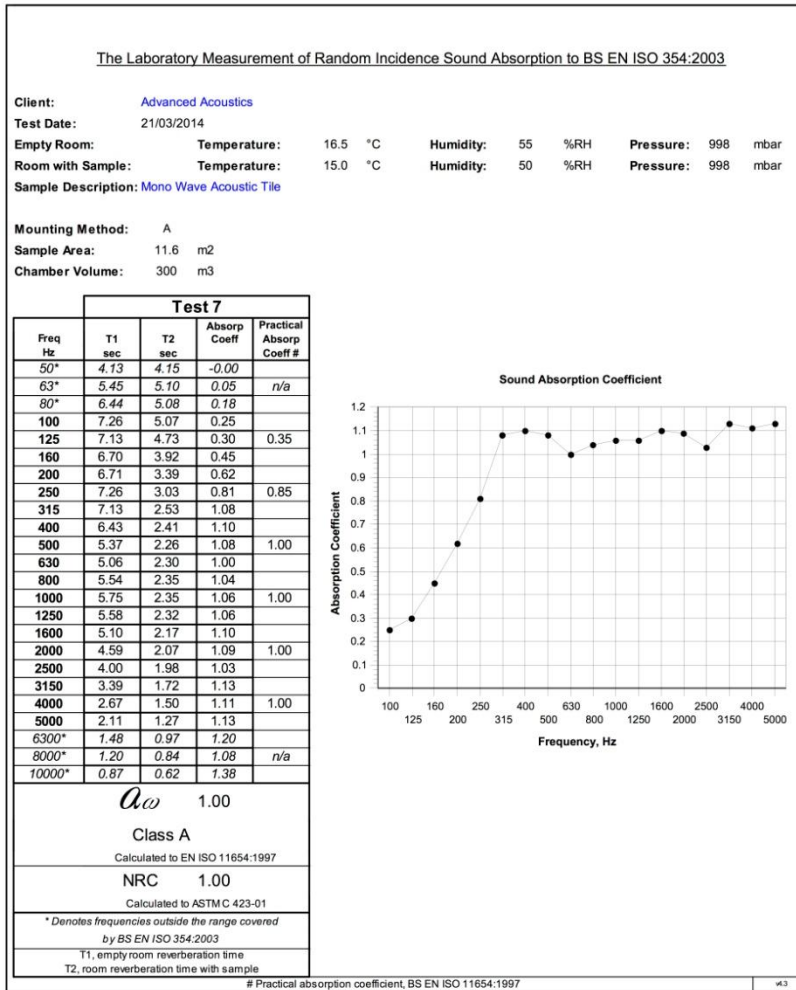 The Laboratory Measurement of Random Incidence Sound Absorption to BS EN ISO 354:2003
Client: Advanced Acoustics
Test Date: 21/03/2014
Empty Room: Temperature: 16.5 °C Humidity: 55 %RH Pressure: 998 mbar
Room with Sample: Temperature: 15.0 °C Humidity: 50 %RH Pressure: 998 mbar
Sample Description: Mono Wave Acoustic Tile
Mounting Method: A
Sample Area: 11.6 m2
Chamber Volume: 300 m3
Test 7
Freq Hz T1 sec T2 sec Absorp Coeff Practical Absorp Coeff #
50* 4.13 4.15 -0.00
63* 5.45 5.10 0.05 n/a
80* 6.44 5.08 0.18
100 7.26 5.07 0.25
125 7.13 4.73 0.30 0.35
160 6.70 3.92 0.45
200 6.71 3.39 0.62
250 7.26 3.03 0.81 0.85
315 7.13 2.53 1.08
400 6.43 2.41 1.10
500 5.37 2.26 1.08 1.00
630 5.06 2.30 1.00
800 5.54 2.35 1.04
1000 5.75 2.35 1.06 1.00
1250 5.58 2.32 1.06
1600 5.10 2.17 1.10
2000 4.59 2.07 1.09 1.00
2500 4.00 1.98 1.03
3150 3.39 1.72 1.13
4000 2.67 1.50 1.11 1.00
5000 2.11 1.27 1.13
6300* 1.48 0.97 1.20
8000* 1.20 0.84 1.08 n/a
10000* 0.87 0.62 1.38
αω 1.00
Class A
Calculated to EN ISO 11654:1997
NRC 1.00
Calculated to ASTM C 423-01
* Denotes frequencies outside the range covered
by BS EN ISO 354:2003
T1, empty room reverberation time
T2, room reverberation time with sample
Sound Absorption Coefficient
Absorption Coefficient
1.2
1.1
1
0.9
0.8
0.7
0.6
0.5
0.4
0.3
0.2
0.1
0
100 160 250 400 630 1000 1600 2500 4000
125 200 315 500 800 1250 2000 3150 5000
Frequency, Hz
# Practical absorption coefficient, BS EN ISO 11654:1997
v4.3